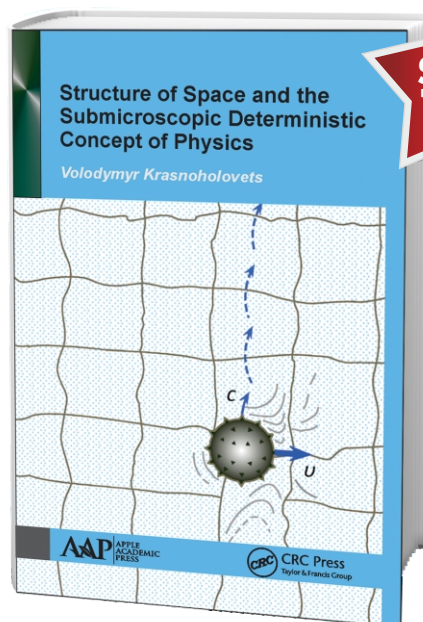 Structure of Space and the
Submicroscopic Deterministic
Concept of Physics
Volodymyr Krasnoholovets
C
U
AAP
APPLE
ACADEMIC
PRESS
CRC
CRC Press
Taylor & Francis Group